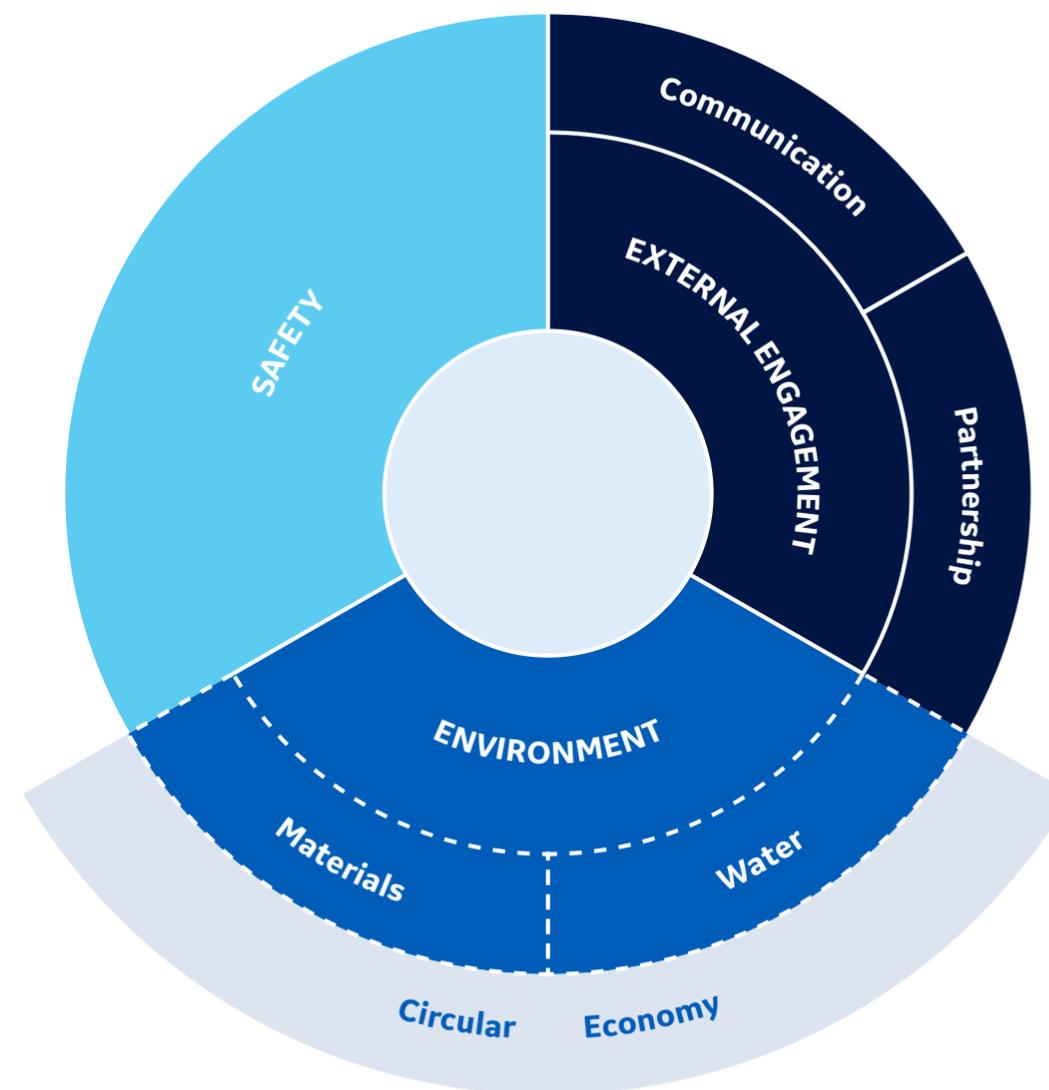 Communication
EXTERNAL ENGAGEMENT
SAFETY
Partnership
ENVIRONMENT
Materials
Water
Circular Economy